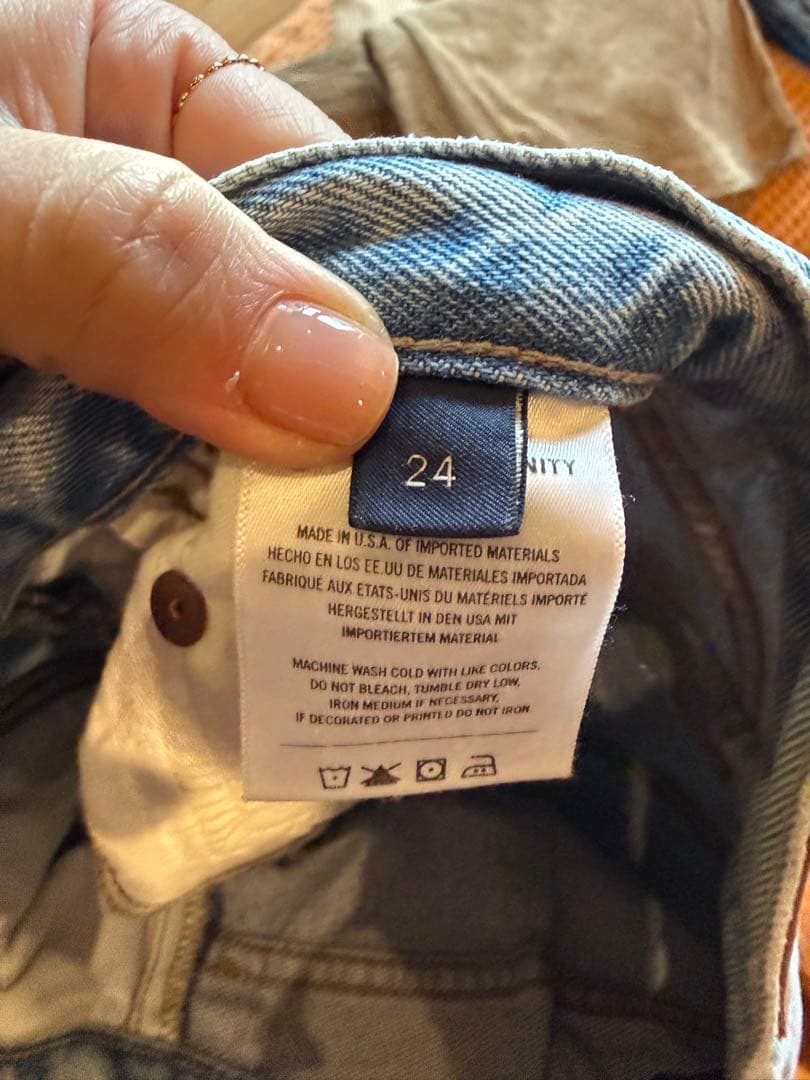 24
NITY
MADE IN U.S.A. OF IMPORTED MATERIALS
HECHO EN LOS EE.UU DE MATERIALES IMPORTADA
FABRIQUE AUX ETATS-UNIS DU MATÉRIELS IMPORTÉ
HERGESTELLT IN DEN USA MIT
IMPORTIERTEM MATERIAL
MACHINE WASH COLD WITH LIKE COLORS,
DO NOT BLEACH, TUMBLE DRY LOW,
IRON MEDIUM IF NECESSARY,
IF DECORATED OR PRINTED DO NOT IRON